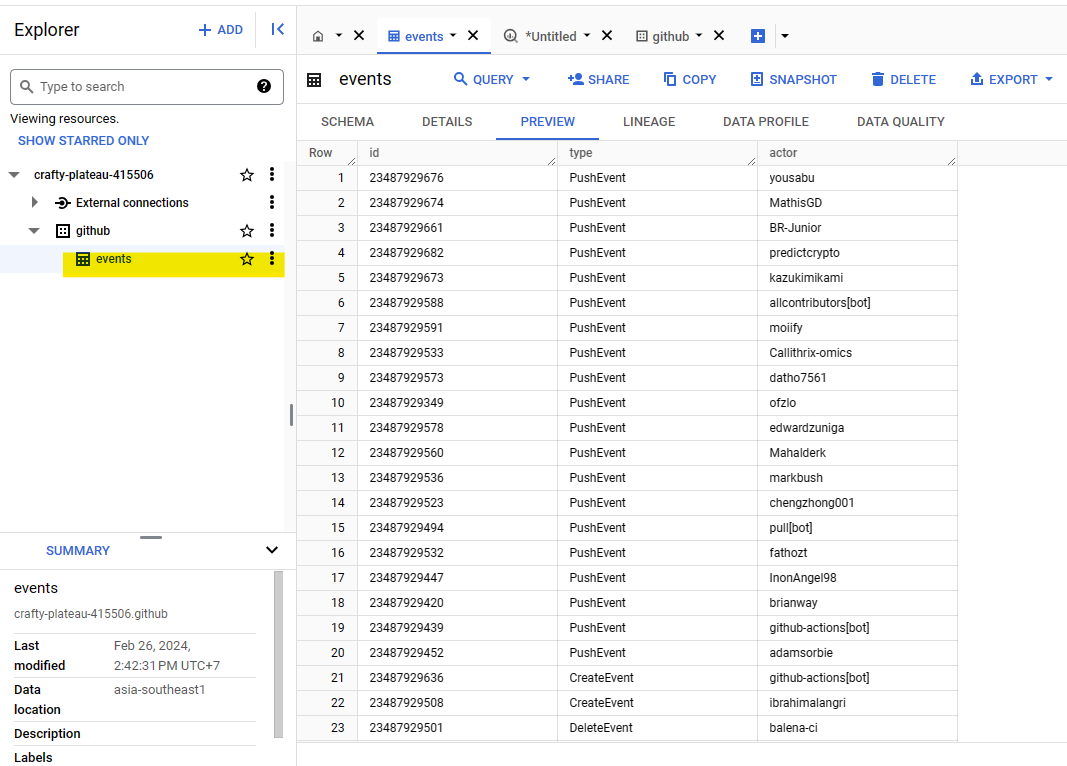 Explorer
+ ADD
Type to search
Viewing resources.
SHOW STARRED ONLY
crafty-plateau-415506
External connections
github
events
SUMMARY
events
crafty-plateau-415506.github
Last modified Feb 26, 2024, 2:42:31 PM UTC+7
Data location asia-southeast1
Description
Labels
events *Untitled github
events QUERY SHARE COPY SNAPSHOT DELETE EXPORT
SCHEMA DETAILS PREVIEW LINEAGE DATA PROFILE DATA QUALITY
Row id type actor
1 23487929676 PushEvent yousabu
2 23487929674 PushEvent MathisGD
3 23487929661 PushEvent BR-Junior
4 23487929682 PushEvent predictcrypto
5 23487929673 PushEvent kazukimikami
6 23487929588 PushEvent allcontributors[bot]
7 23487929591 PushEvent moiify
8 23487929533 PushEvent Callithrix-omics
9 23487929573 PushEvent datho7561
10 23487929349 PushEvent ofzlo
11 23487929578 PushEvent edwardzuniga
12 23487929560 PushEvent Mahalderk
13 23487929536 PushEvent markbush
14 23487929523 PushEvent chengzhong001
15 23487929494 PushEvent pull[bot]
16 23487929532 PushEvent fathozt
17 23487929447 PushEvent InonAngel98
18 23487929420 PushEvent brianway
19 23487929439 PushEvent github-actions[bot]
20 23487929452 PushEvent adamsorbie
21 23487929636 CreateEvent github-actions[bot]
22 23487929508 CreateEvent ibrahimalangri
23 23487929501 DeleteEvent balena-ci